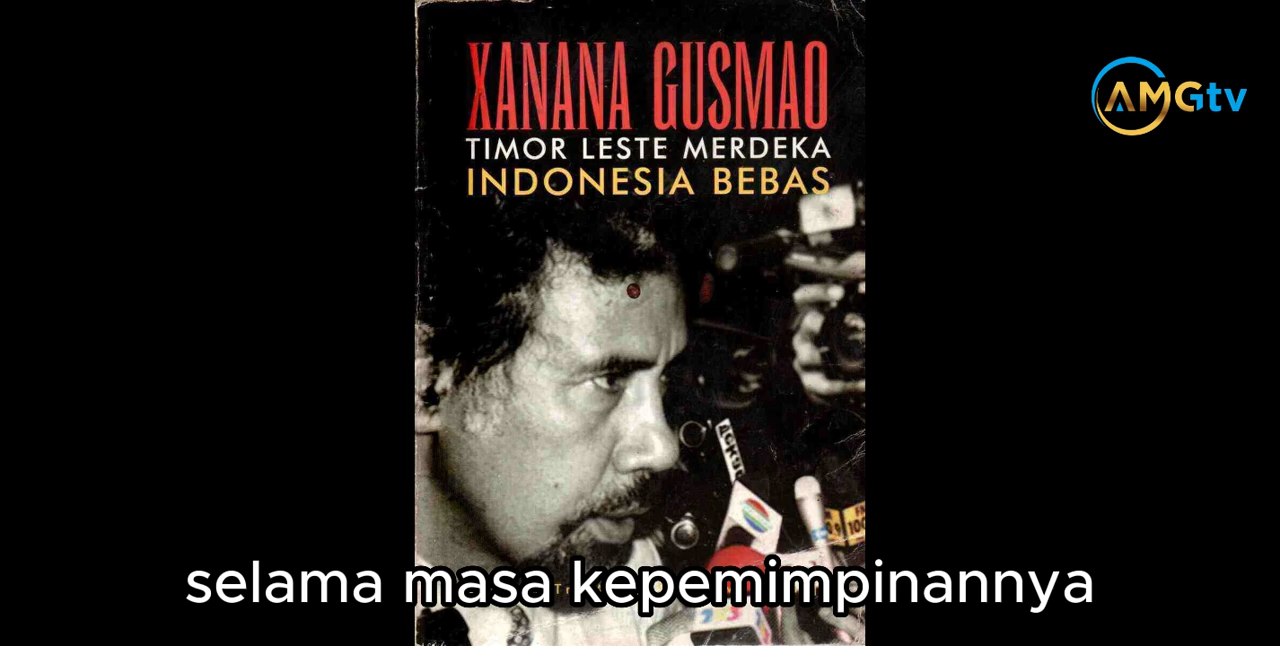 XANANA GUSMAO
TIMOR LESTE MERDEKA
INDONESIA BEBAS
AMGtv
selama masa kepemimpinannya